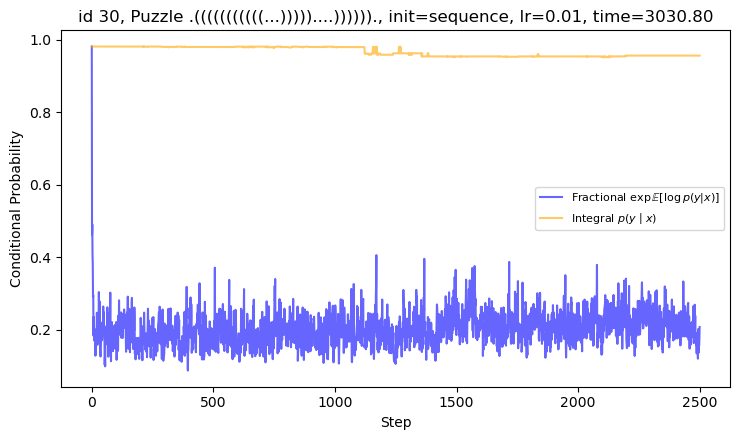 id 30, Puzzle .(((((((((((...)))))....))))))., init=sequence, lr=0.01, time=3030.80
1.0
0.8
0.6
0.4
0.2
Conditional Probability
Fractional exp𝔼[log p(y|x)]
Integral p(y | x)
0 500 1000 1500 2000 2500
Step